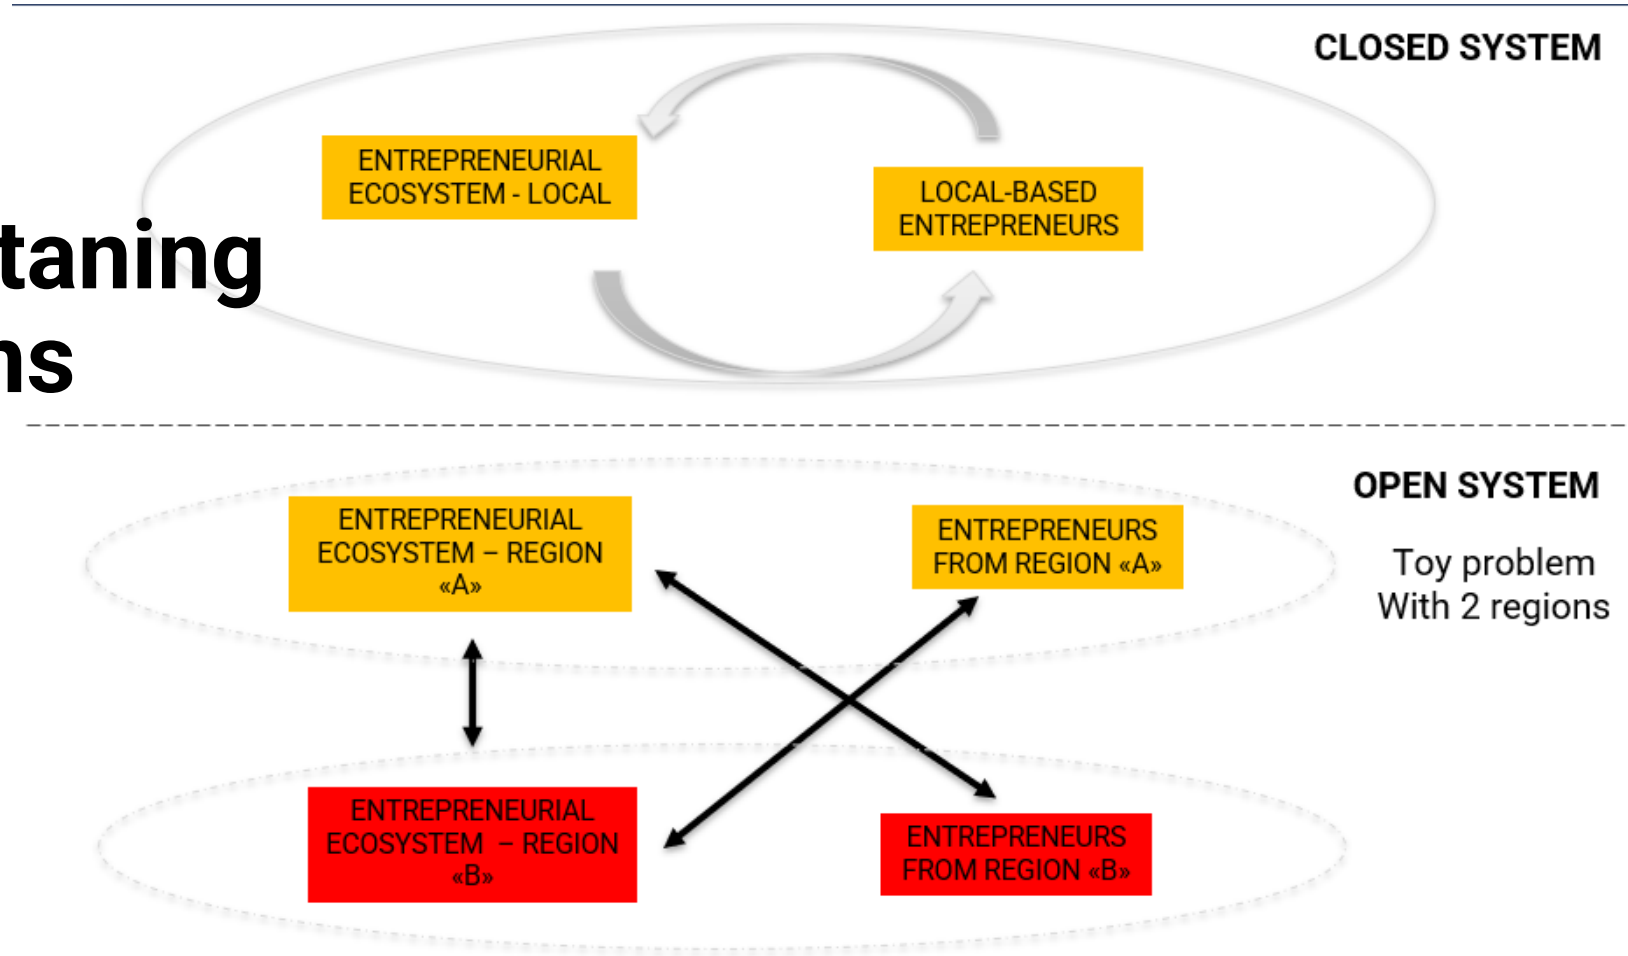 CLOSED SYSTEM
ENTREPRENEURIAL
ECOSYSTEM - LOCAL
LOCAL-BASED
ENTREPRENEURS
taning
ns
OPEN SYSTEM
Toy problem
With 2 regions
ENTREPRENEURIAL
ECOSYSTEM – REGION
«A»
ENTREPRENEURS
FROM REGION «A»
ENTREPRENEURIAL
ECOSYSTEM – REGION
«B»
ENTREPRENEURS
FROM REGION «B»